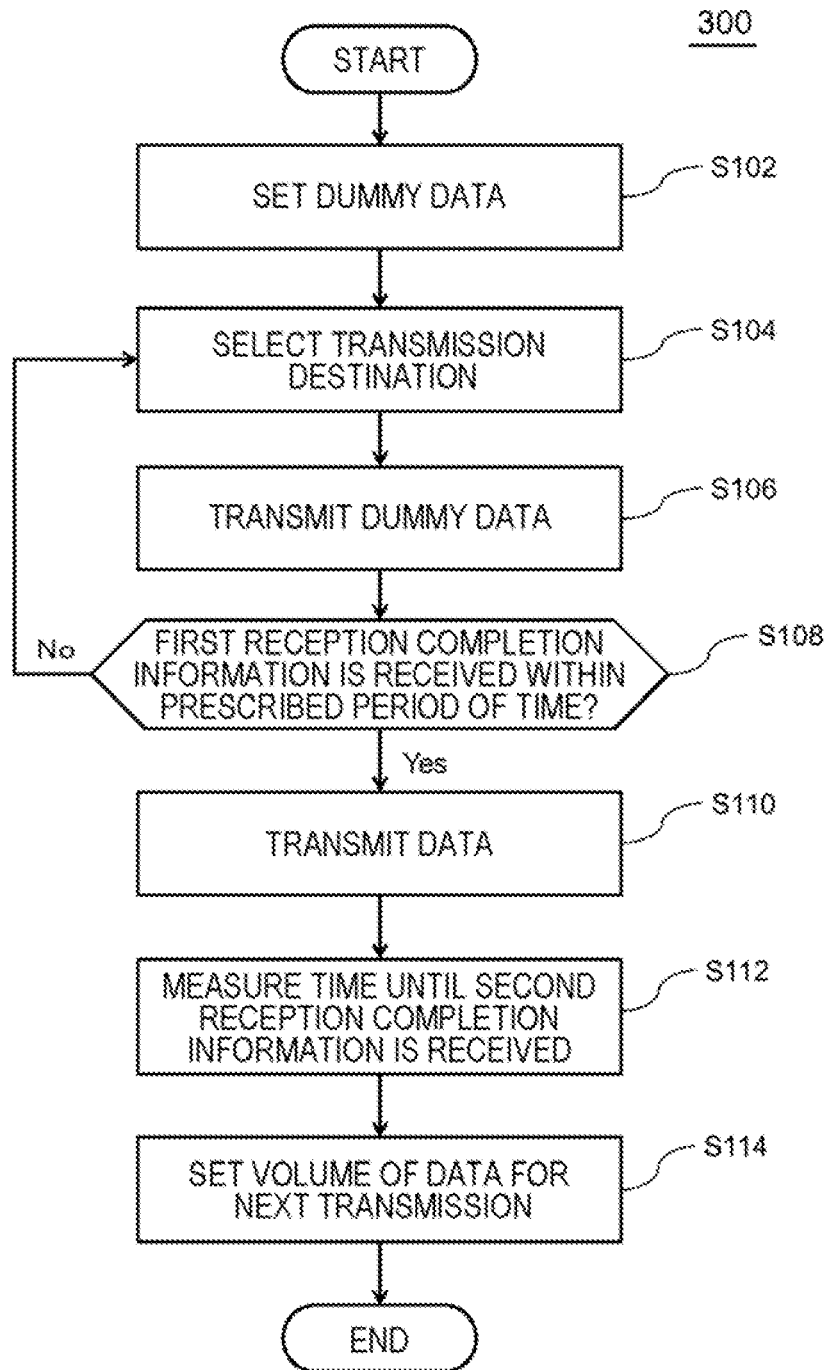 300
START
SET DUMMY DATA
S102
SELECT TRANSMISSION
DESTINATION
S104
TRANSMIT DUMMY DATA
S106
No
FIRST RECEPTION COMPLETION
INFORMATION IS RECEIVED WITHIN
PRESCRIBED PERIOD OF TIME?
S108
Yes
TRANSMIT DATA
S110
MEASURE TIME UNTIL SECOND
RECEPTION COMPLETION
INFORMATION IS RECEIVED
S112
SET VOLUME OF DATA FOR
NEXT TRANSMISSION
S114
END